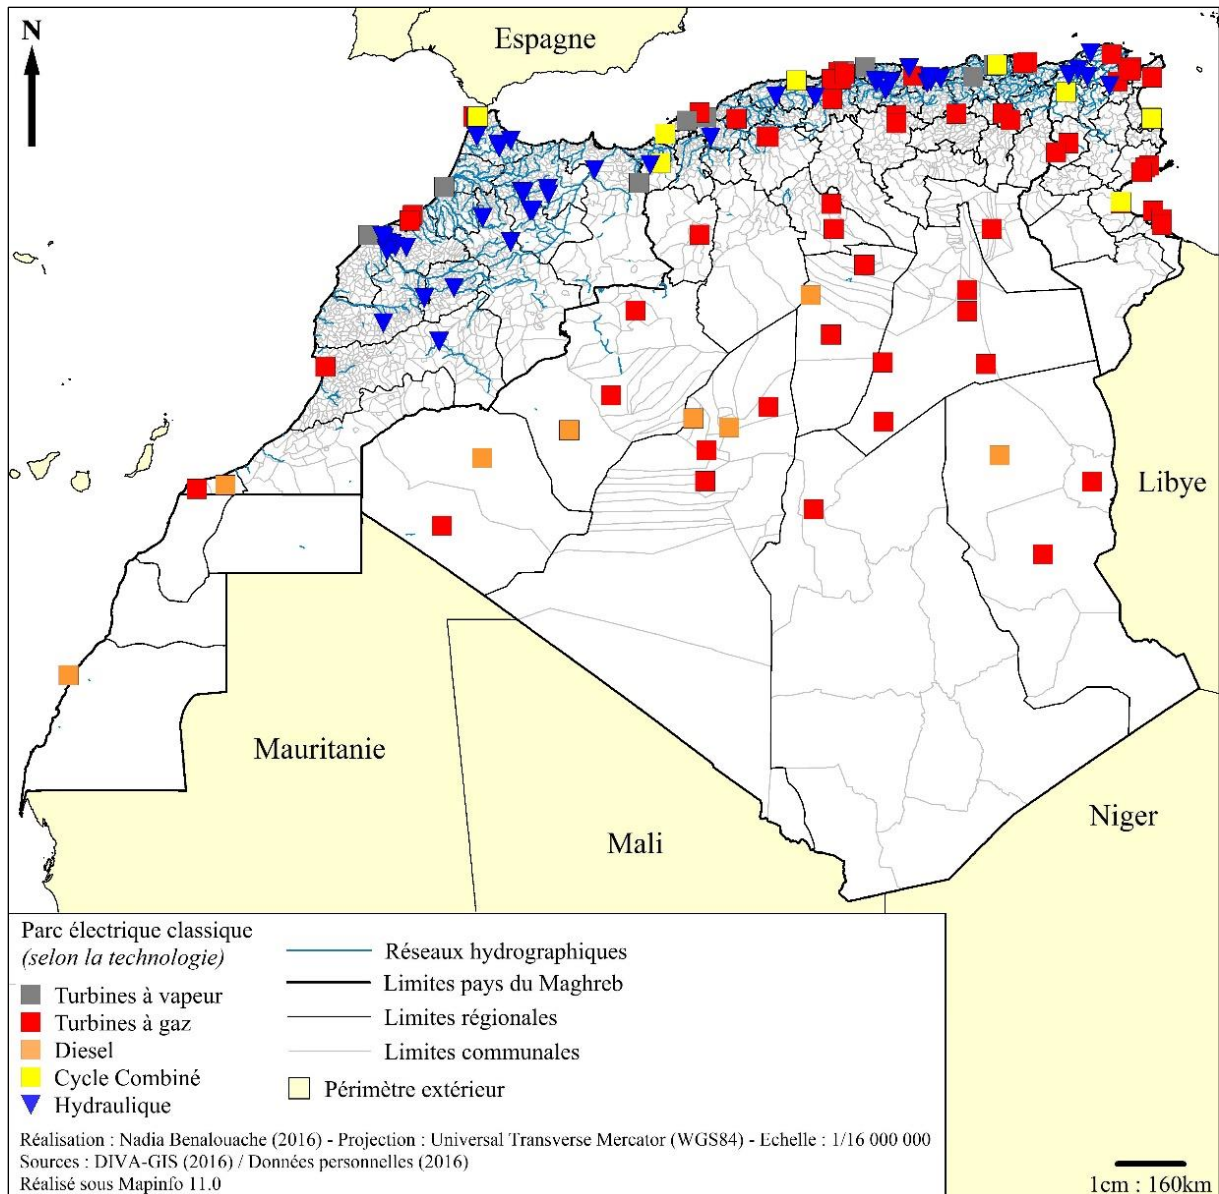 N
Espagne
Libye
Mauritanie
Mali
Niger
Parc électrique classique
(selon la technologie)
Turbines à vapeur
Turbines à gaz
Diesel
Cycle Combiné
Hydraulique
Réseaux hydrographiques
Limites pays du Maghreb
Limites régionales
Limites communales
Périmètre extérieur
Réalisation : Nadia Benalouache (2016) - Projection : Universal Transverse Mercator (WGS84) - Echelle : 1/16 000 000
Sources : DIVA-GIS (2016) / Données personnelles (2016)
Réalisé sous Mapinfo 11.0
1cm : 160km